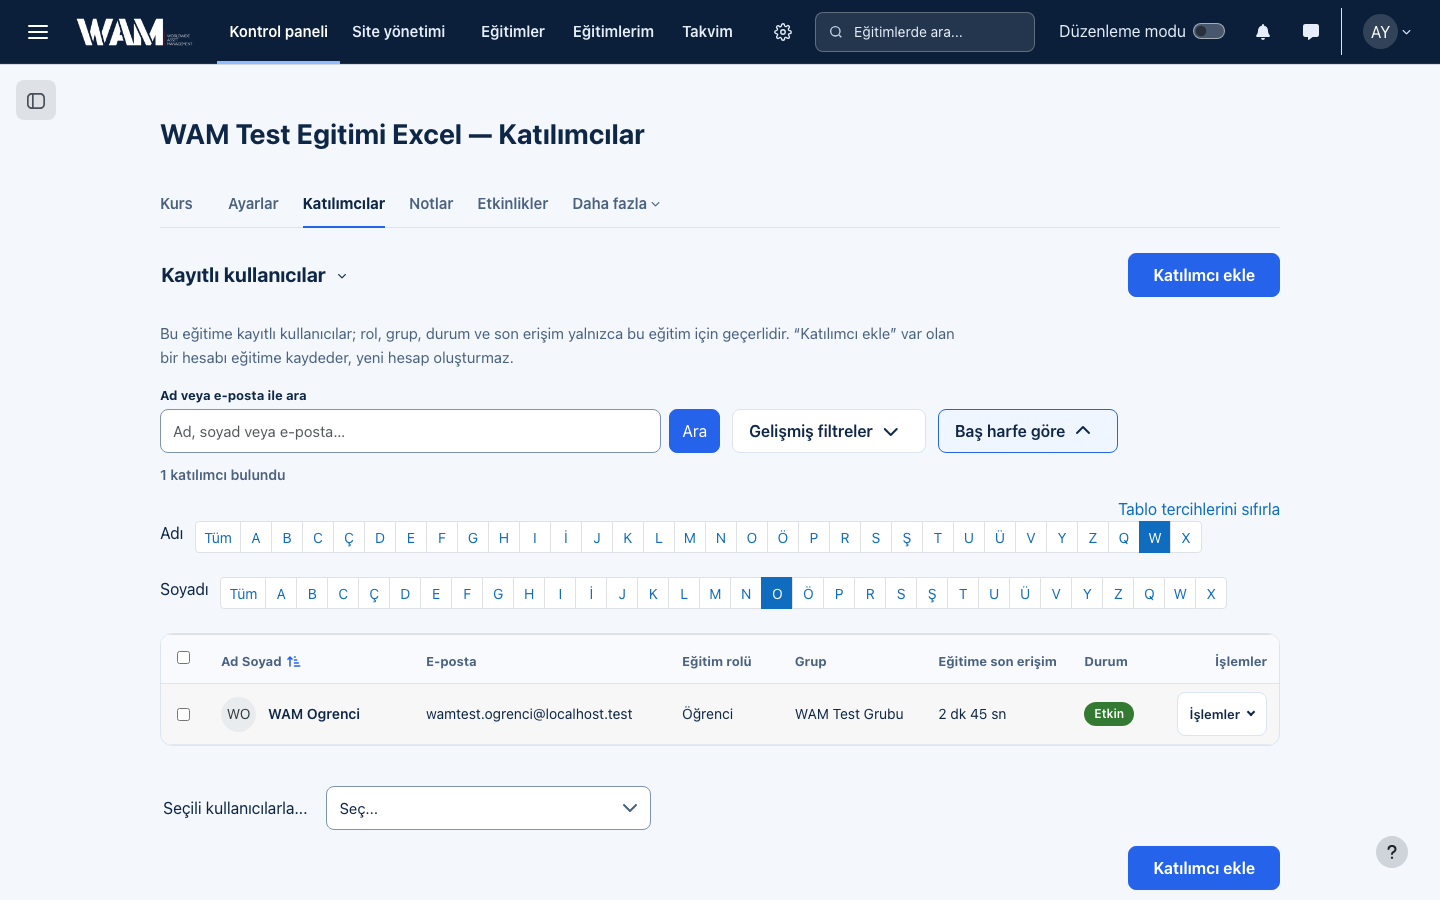 WAM
Kontrol paneli Site yönetimi Eğitimler Eğitimlerim Takvim Eğitimlerde ara... Düzenleme modu AY
WAM Test Egitimi Excel — Katılımcılar
Kurs Ayarlar Katılımcılar Notlar Etkinlikler Daha fazla
Kayıtlı kullanıcılar
Katılımcı ekle
Bu eğitime kayıtlı kullanıcılar; rol, grup, durum ve son erişim yalnızca bu eğitim için geçerlidir. “Katılımcı ekle” var olan
bir hesabı eğitime kaydeder, yeni hesap oluşturmaz.
Ad veya e-posta ile ara
Ad, soyad veya e-posta... Ara Gelişmiş filtreler Baş harfe göre
1 katılımcı bulundu
Tablo tercihlerini sıfırla
Adı Tüm A B C Ç D E F G H I İ J K L M N O Ö P R S Ş T U Ü V Y Z Q W X
Soyadı Tüm A B C Ç D E F G H I İ J K L M N O Ö P R S Ş T U Ü V Y Z Q W X
Ad Soyad E-posta Eğitim rolü Grup Eğitime son erişim Durum İşlemler
WO WAM Ogrenci wamtest.ogrenci@localhost.test Öğrenci WAM Test Grubu 2 dk 45 sn Etkin İşlemler
Seçili kullanıcılarla... Seç...
Katılımcı ekle
?